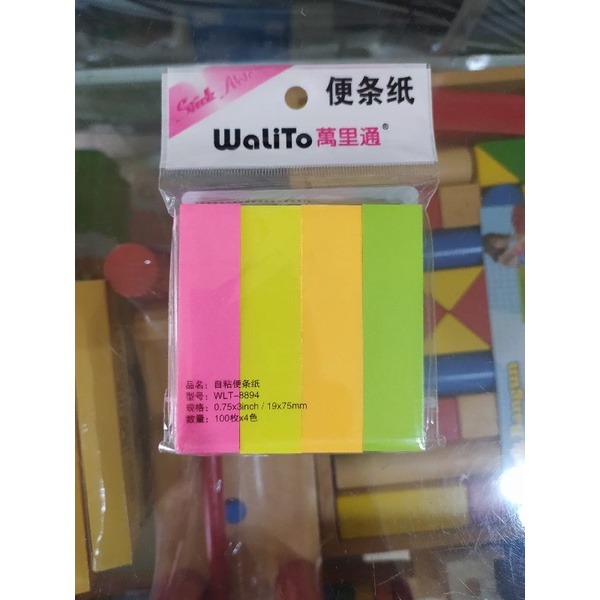 Stick Note
便条纸
WaliTo 萬里通®
品名：自粘便条纸
型号：WLT-8894
规格：0.75x3inch / 19x75mm
数量：100枚x4色